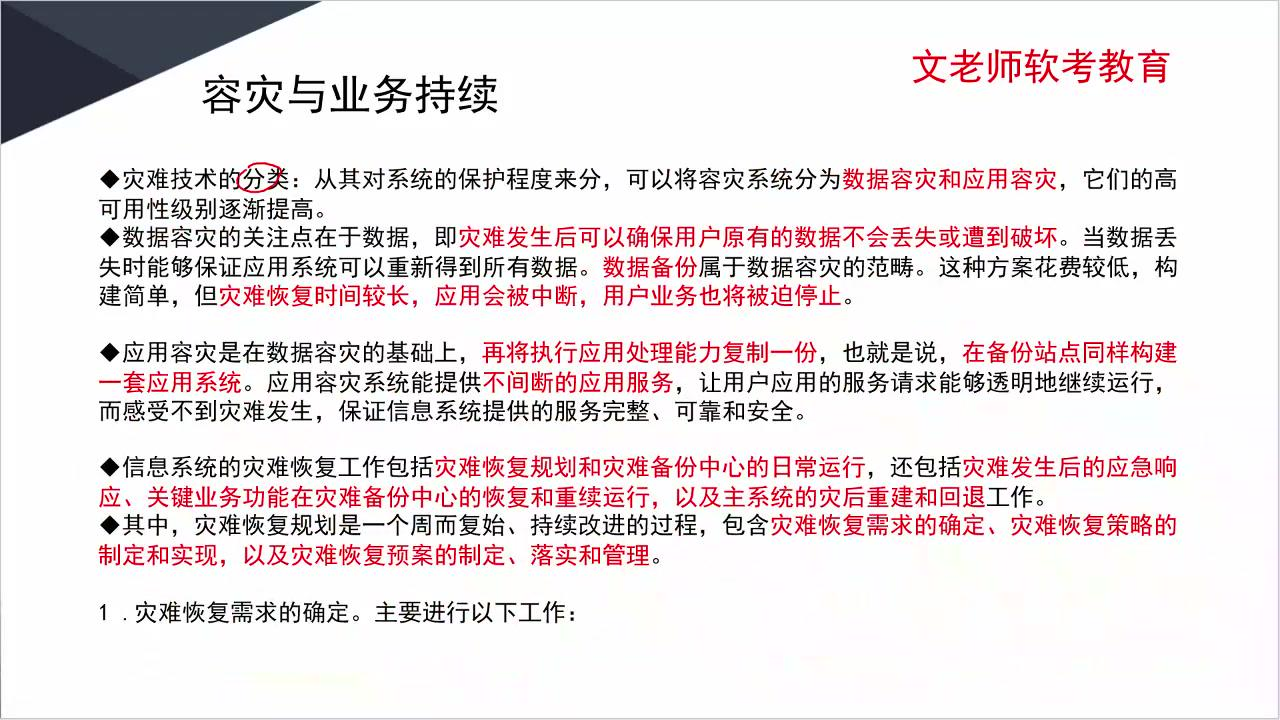 文老师软考教育
容灾与业务持续
◆灾难技术的分类：从其对系统的保护程度来分，可以将容灾系统分为数据容灾和应用容灾，它们的高
可用性级别逐渐提高。
◆数据容灾的关注点在于数据，即灾难发生后可以确保用户原有的数据不会丢失或遭到破坏。当数据丢
失时能够保证应用系统可以重新得到所有数据。数据备份属于数据容灾的范畴。这种方案花费较低，构
建简单，但灾难恢复时间较长，应用会被中断，用户业务也将被迫停止。
◆应用容灾是在数据容灾的基础上，再将执行应用处理能力复制一份，也就是说，在备份站点同样构建
一套应用系统。应用容灾系统能提供不间断的应用服务，让用户应用的服务请求能够透明地继续运行，
而感受不到灾难发生，保证信息系统提供的服务完整、可靠和安全。
◆信息系统的灾难恢复工作包括灾难恢复规划和灾难备份中心的日常运行，还包括灾难发生后的应急响
应、关键业务功能在灾难备份中心的恢复和重续运行，以及主系统的灾后重建和回退工作。
◆其中，灾难恢复规划是一个周而复始、持续改进的过程，包含灾难恢复需求的确定、灾难恢复策略的
制定和实现，以及灾难恢复预案的制定、落实和管理。
1 .灾难恢复需求的确定。主要进行以下工作：